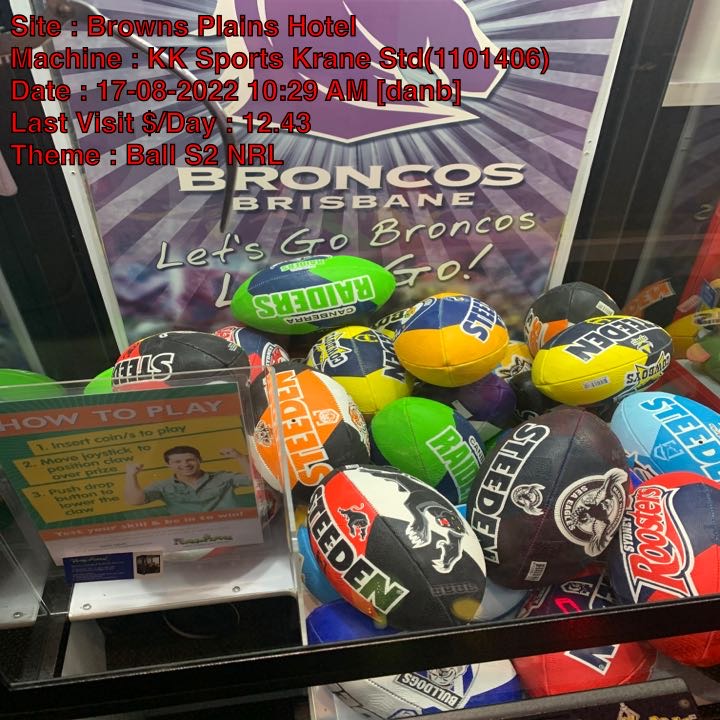 Site : Browns Plains Hotel
Machine : KK Sports Krane Std(1101406)
Date : 17-08-2022 10:29 AM [danb]
Last Visit $/Day : 12.43
Theme : Ball S2 NRL
BRONCOS
BRISBANE
Let's Go Broncos
Go!
CANBERRA
RAIDERS
STEEDEN
STEEDEN
COWBOYS
STEEDEN
STEEDEN
RAID
STEEDEN
SEA EAGLES
STEEDEN
STEEDEN
SYDNEY
Roosters
BULLDOGS
HOW TO PLAY
1. Insert coin/s to play
2. Move joystick to
position claw
over prize
3. Push drop
button to
lower the
claw
Test your skill & be in to win!